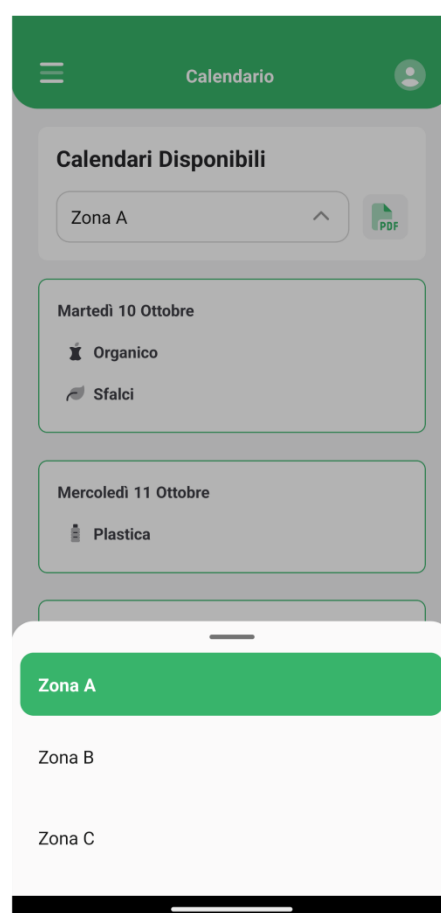 Calendario
Calendari Disponibili
Zona A
PDF
Martedì 10 Ottobre
Organico
Sfalci
Mercoledì 11 Ottobre
Plastica
Zona A
Zona B
Zona C